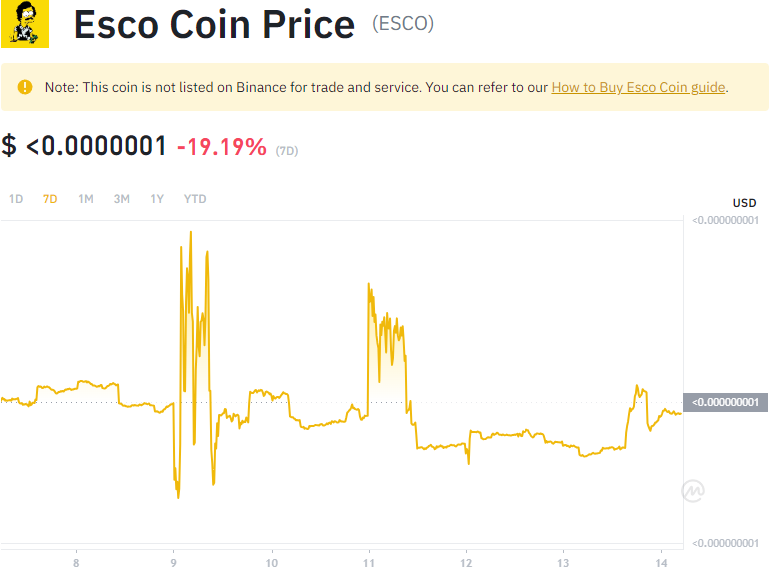 Esco Coin Price (ESCO)
Note: This coin is not listed on Binance for trade and service. You can refer to our How to Buy Esco Coin guide.
$ <0.0000001 -19.19% (7D)
1D 7D 1M 3M 1Y YTD
USD
<0.000000001
<0.000000001
<0.000000001
8 9 10 11 12 13 14